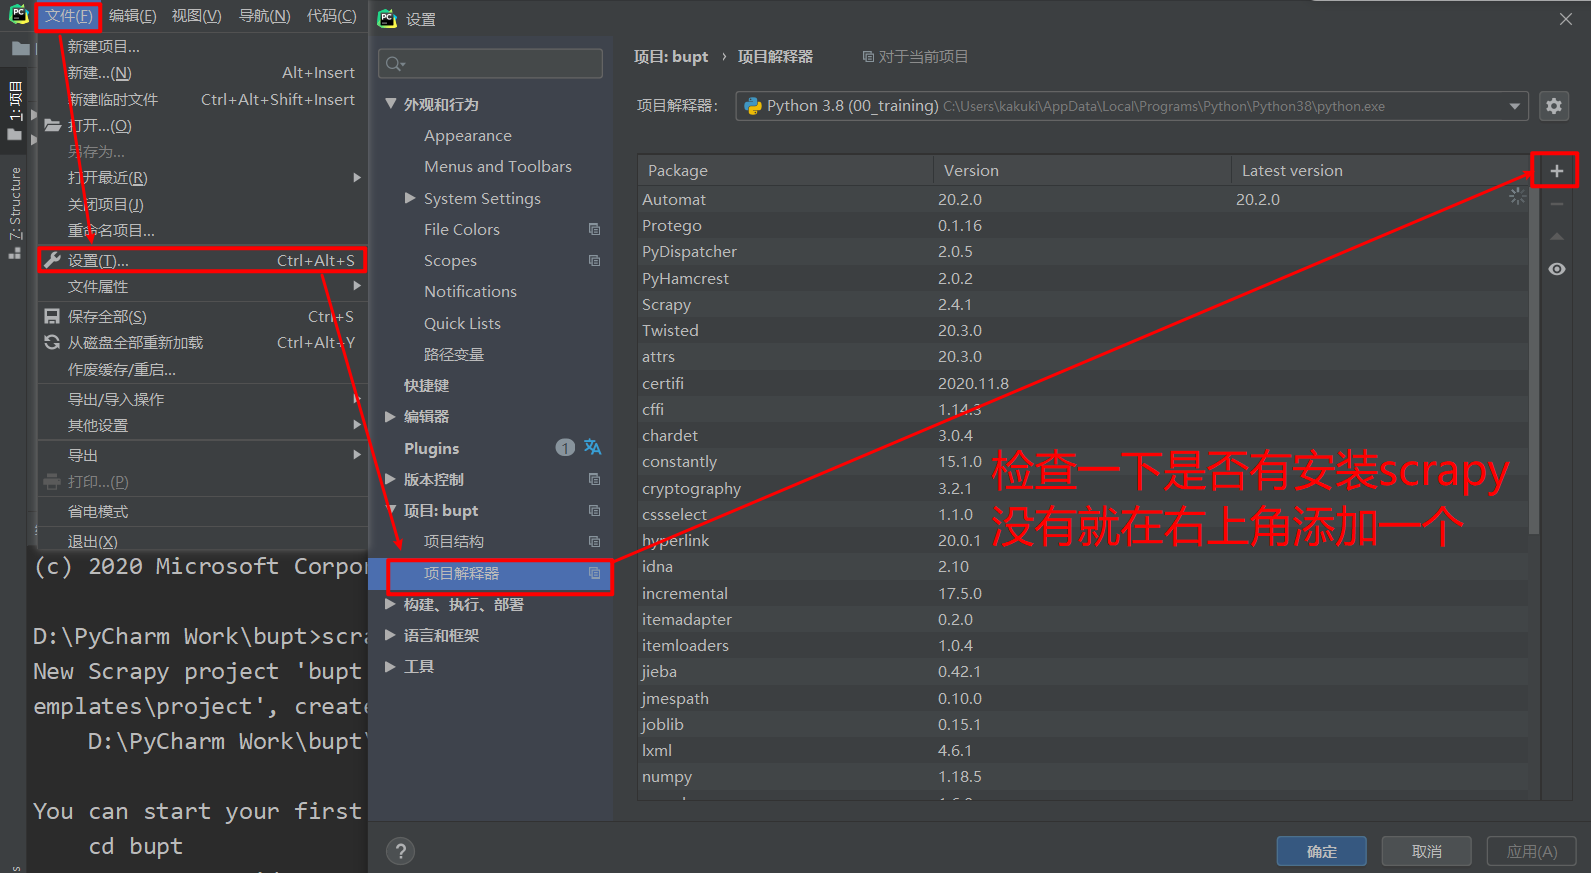 文件(F) 编辑(E) 视图(V) 导航(N) 代码(C)
新建项目...
新建...(N) Alt+Insert
新建临时文件 Ctrl+Alt+Shift+Insert
打开...(O)
另存为...
打开最近(R)
关闭项目(J)
重命名项目...
设置(T)... Ctrl+Alt+S
文件属性
保存全部(S) Ctrl+S
从磁盘全部重新加载 Ctrl+Alt+Y
作废缓存/重启...
导出/导入操作
其他设置
导出
打印...(P)
省电模式
退出(X)
1: 项目
7: Structure
(c) 2020 Microsoft Corpor
D:\PyCharm Work\bupt>scra
New Scrapy project 'bupt
emplates\project', create
D:\PyCharm Work\bupt\
You can start your first
cd bupt
设置
外观和行为
Appearance
Menus and Toolbars
System Settings
File Colors
Scopes
Notifications
Quick Lists
路径变量
快捷键
编辑器
Plugins 1
版本控制
项目: bupt
项目结构
项目解释器
构建、执行、部署
语言和框架
工具
?
项目: bupt › 项目解释器 对于当前项目
项目解释器: Python 3.8 (00_training) C:\Users\kakuki\AppData\Local\Programs\Python\Python38\python.exe
Package Version Latest version
Automat 20.2.0 20.2.0
Protego 0.1.16
PyDispatcher 2.0.5
PyHamcrest 2.0.2
Scrapy 2.4.1
Twisted 20.3.0
attrs 20.3.0
certifi 2020.11.8
cffi 1.14.3
chardet 3.0.4
constantly 15.1.0
cryptography 3.2.1
cssselect 1.1.0
hyperlink 20.0.1
idna 2.10
incremental 17.5.0
itemadapter 0.2.0
itemloaders 1.0.4
jieba 0.42.1
jmespath 0.10.0
joblib 0.15.1
lxml 4.6.1
numpy 1.18.5
检查一下是否有安装scrapy
没有就在右上角添加一个
确定 取消 应用(A)